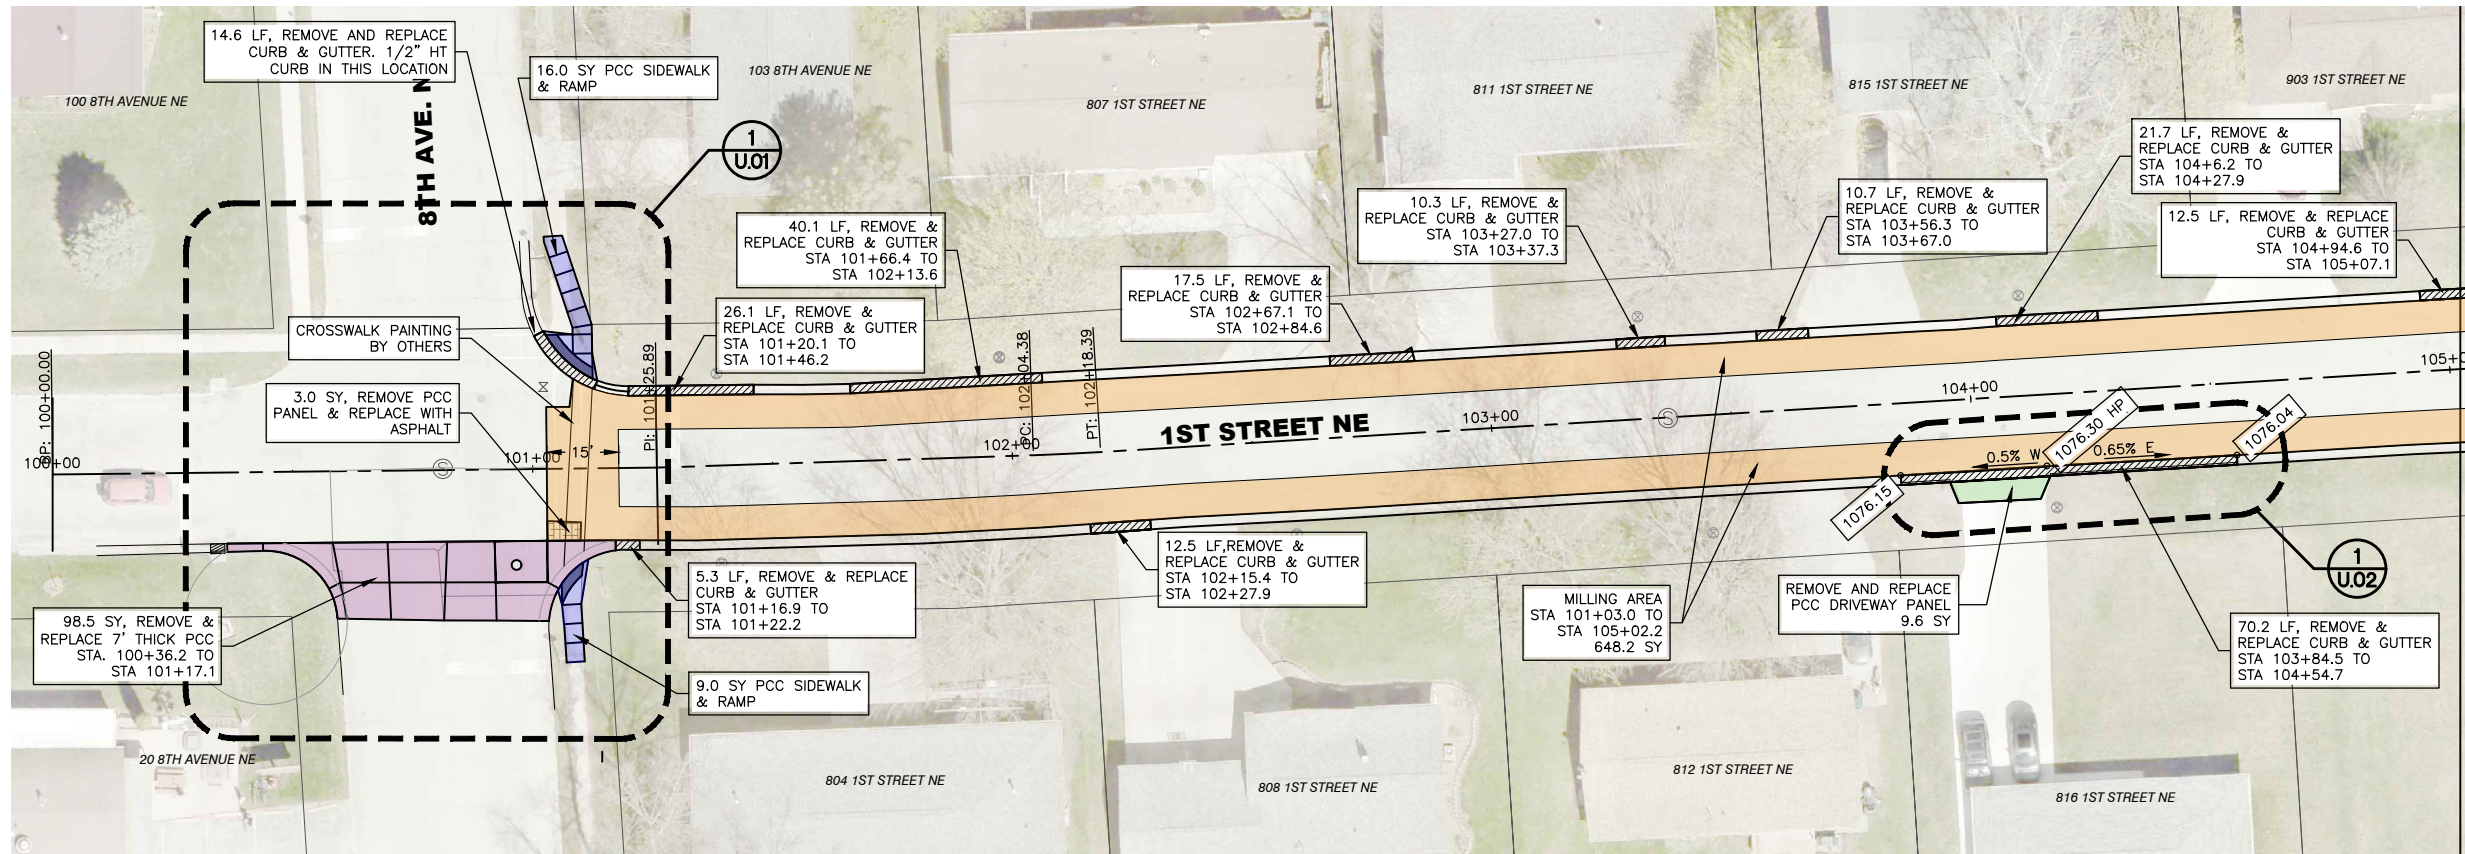 14.6 LF, REMOVE AND REPLACE
CURB & GUTTER. 1/2" HT
CURB IN THIS LOCATION
16.0 SY PCC SIDEWALK
& RAMP
103 8TH AVENUE NE
100 8TH AVENUE NE
8TH AVE. N
1
U.01
807 1ST STREET NE
811 1ST STREET NE
815 1ST STREET NE
903 1ST STREET NE
21.7 LF, REMOVE &
REPLACE CURB & GUTTER
STA 104+6.2 TO
STA 104+27.9
10.3 LF, REMOVE &
REPLACE CURB & GUTTER
STA 103+27.0 TO
STA 103+37.3
10.7 LF, REMOVE &
REPLACE CURB & GUTTER
STA 103+56.3 TO
STA 103+67.0
12.5 LF, REMOVE & REPLACE
CURB & GUTTER
STA 104+94.6 TO
STA 105+07.1
40.1 LF, REMOVE &
REPLACE CURB & GUTTER
STA 101+66.4 TO
STA 102+13.6
17.5 LF, REMOVE &
REPLACE CURB & GUTTER
STA 102+67.1 TO
STA 102+84.6
26.1 LF, REMOVE &
REPLACE CURB & GUTTER
STA 101+20.1 TO
STA 101+46.2
CROSSWALK PAINTING
BY OTHERS
3.0 SY, REMOVE PCC
PANEL & REPLACE WITH
ASPHALT
BP: 100+00.00
PI: 101+25.89
PC: 102+04.38
PT: 102+18.39
100+00
101+00
15'
102+00
1ST STREET NE
103+00
S
S
104+00
105+0
1076.30 HP
1076.04
0.5% W
0.65% E
1076.15
12.5 LF,REMOVE &
REPLACE CURB & GUTTER
STA 102+15.4 TO
STA 102+27.9
5.3 LF, REMOVE & REPLACE
CURB & GUTTER
STA 101+16.9 TO
STA 101+22.2
MILLING AREA
STA 101+03.0 TO
STA 105+02.2
648.2 SY
REMOVE AND REPLACE
PCC DRIVEWAY PANEL
9.6 SY
1
U.02
98.5 SY, REMOVE &
REPLACE 7' THICK PCC
STA. 100+36.2 TO
STA 101+17.1
70.2 LF, REMOVE &
REPLACE CURB & GUTTER
STA 103+84.5 TO
STA 104+54.7
9.0 SY PCC SIDEWALK
& RAMP
20 8TH AVENUE NE
804 1ST STREET NE
808 1ST STREET NE
812 1ST STREET NE
816 1ST STREET NE